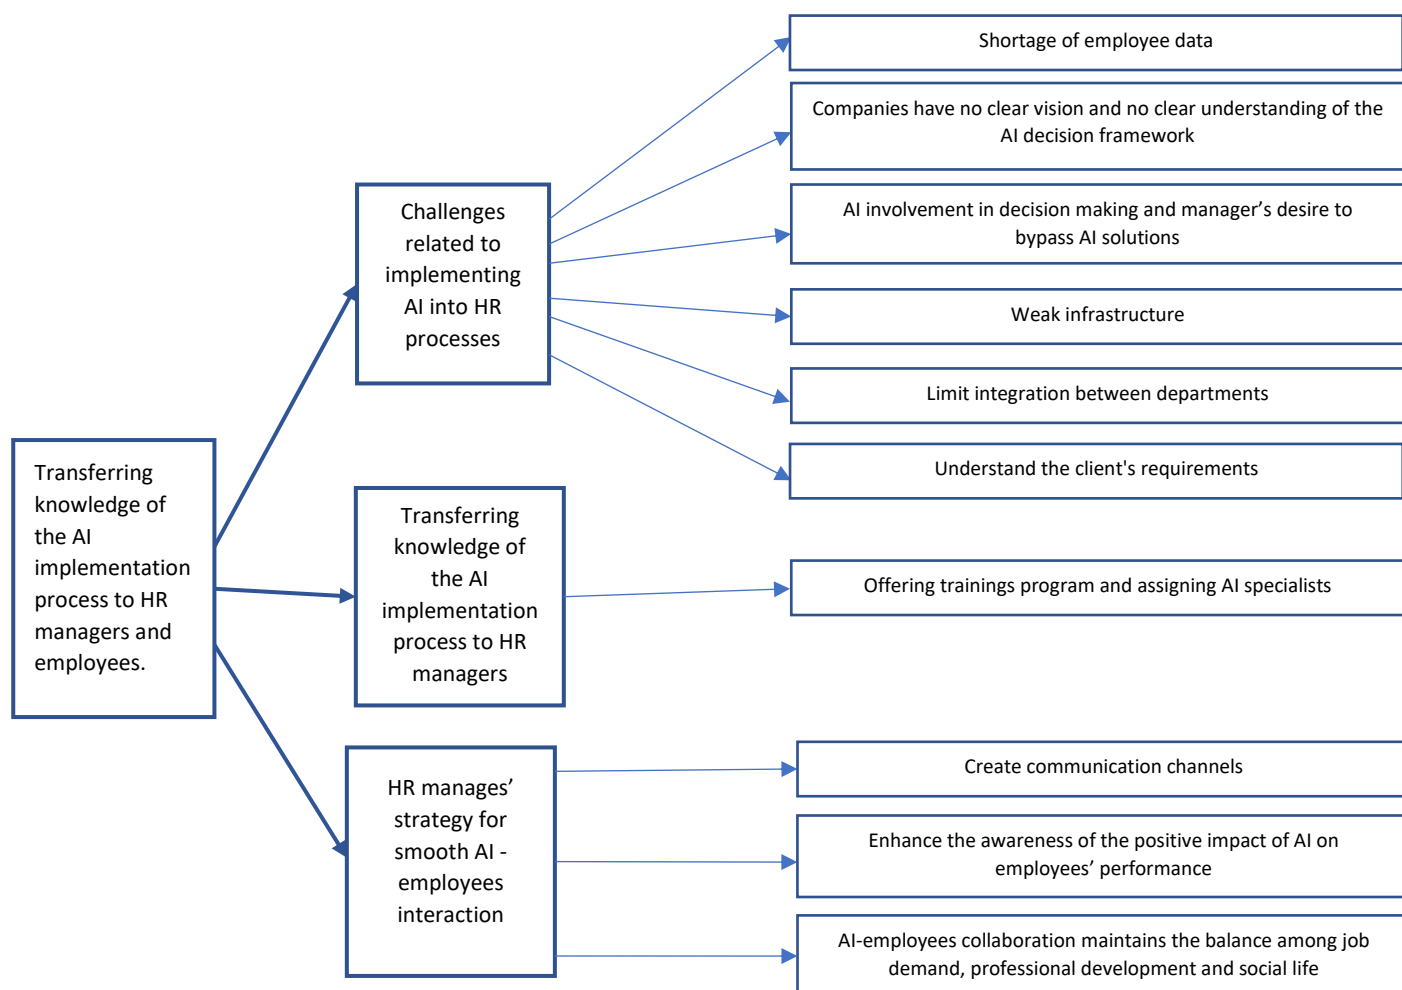 Transferring
knowledge of
the AI
implementation
process to HR
managers and
employees.
Challenges
related to
implementing
AI into HR
processes
Shortage of employee data
Companies have no clear vision and no clear understanding of the
AI decision framework
AI involvement in decision making and manager’s desire to
bypass AI solutions
Weak infrastructure
Limit integration between departments
Understand the client's requirements
Transferring
knowledge of
the AI
implementation
process to HR
managers
Offering trainings program and assigning AI specialists
HR manages’
strategy for
smooth AI -
employees
interaction
Create communication channels
Enhance the awareness of the positive impact of AI on
employees’ performance
AI-employees collaboration maintains the balance among job
demand, professional development and social life